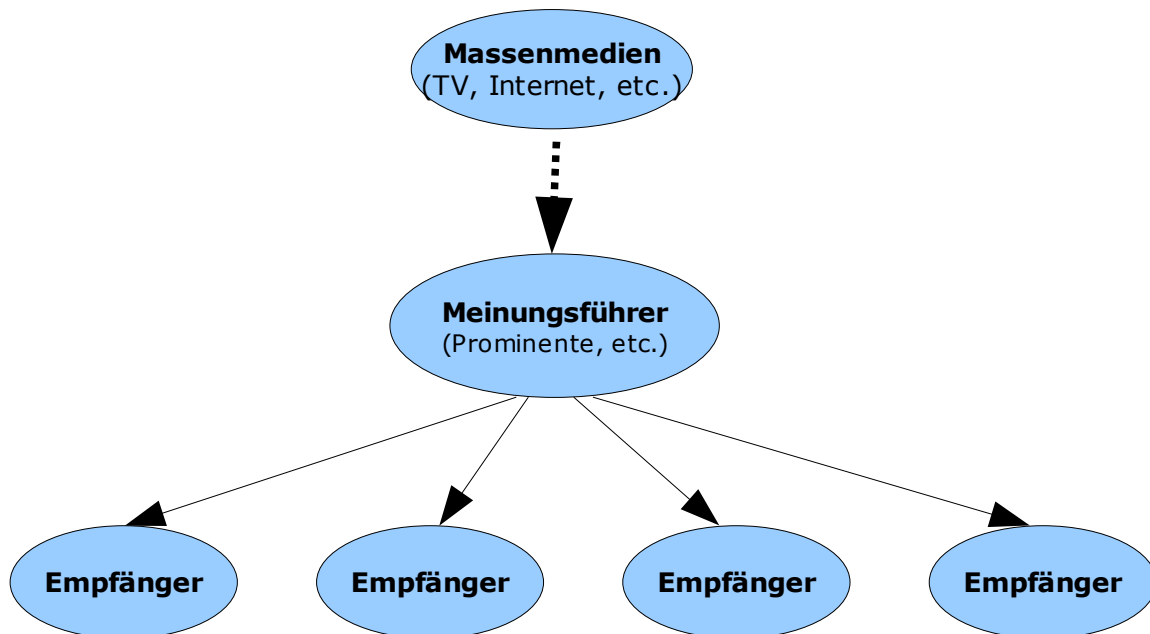 Massenmedien
(TV, Internet, etc.)
Meinungsführer
(Prominente, etc.)
Empfänger
Empfänger
Empfänger
Empfänger